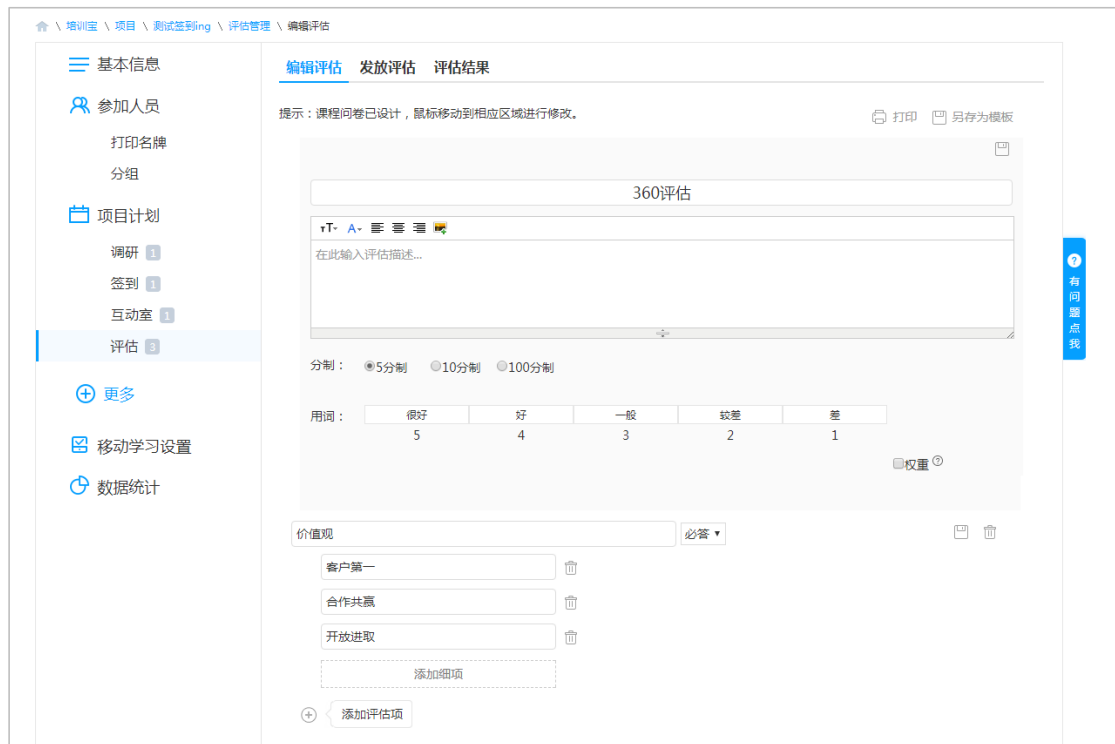 \ 培训宝 \ 项目 \ 测试签到ing \ 评估管理 \ 编辑评估
基本信息
参加人员
打印名牌
分组
项目计划
调研 1
签到 1
互动室 1
评估 3
更多
移动学习设置
数据统计
编辑评估 发放评估 评估结果
提示：课程问卷已设计，鼠标移动到相应区域进行修改。
打印 另存为模板
360评估
тT A
在此输入评估描述...
分制： 5分制 10分制 100分制
用词： 很好 好 一般 较差 差
5 4 3 2 1
权重 ?
价值观 必答
客户第一
合作共赢
开放进取
添加细项
添加评估项
?
有问题点我